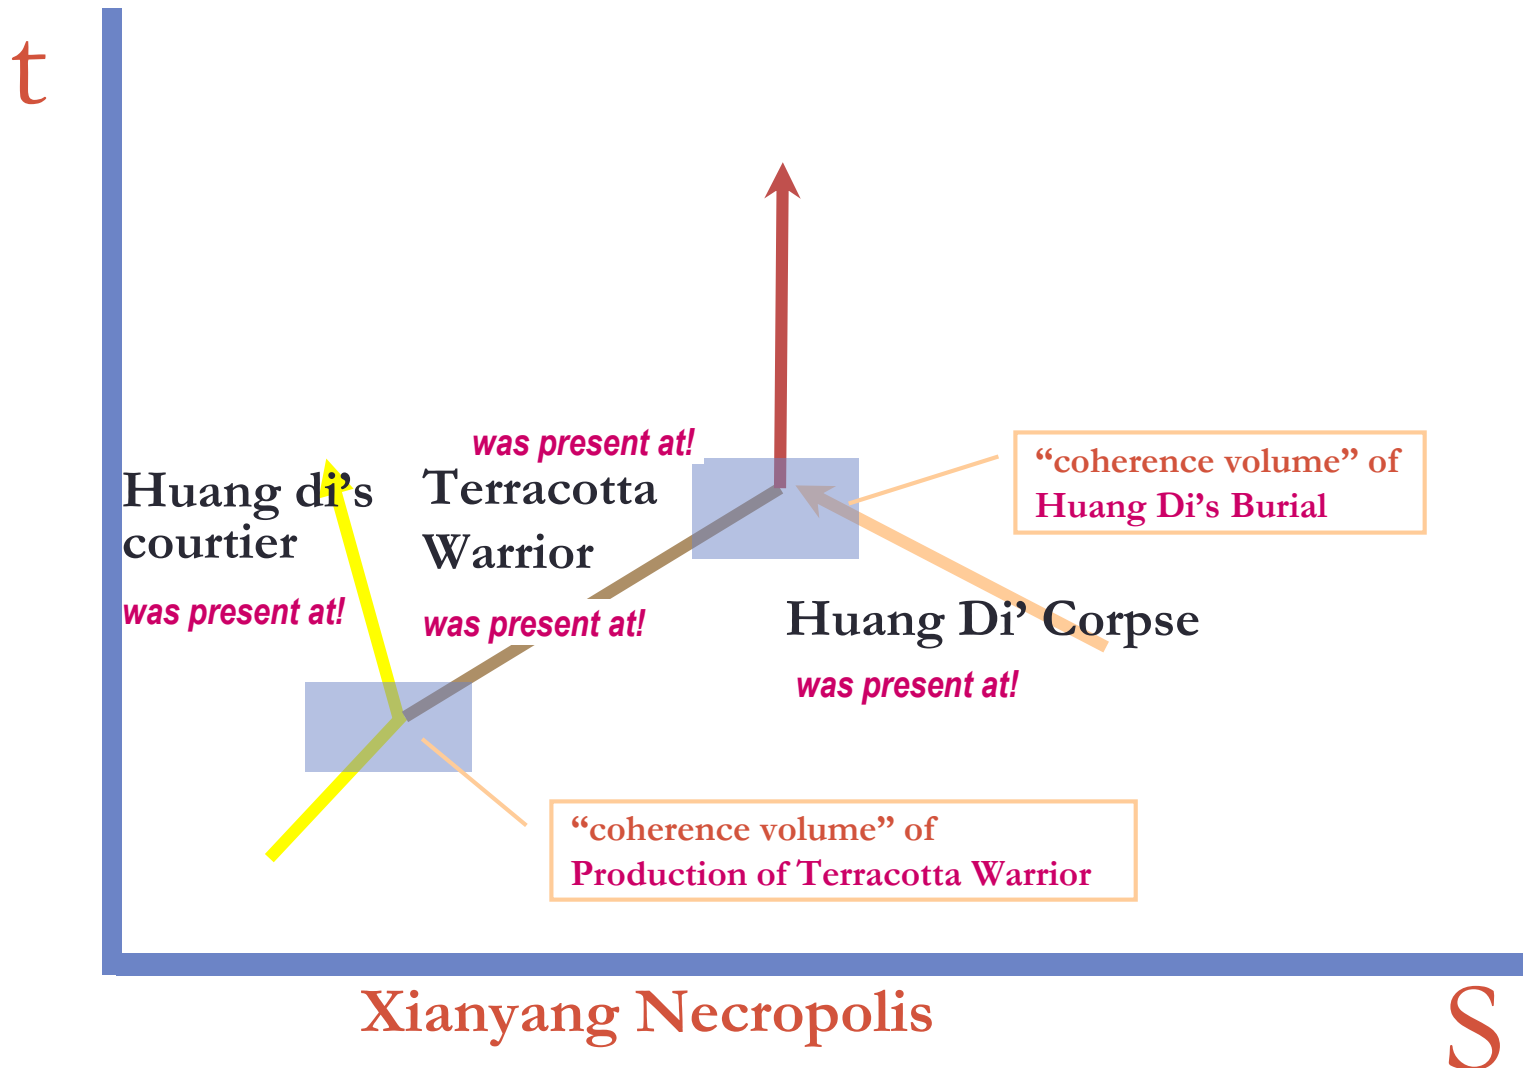 t
was present at!
Huang di’s
courtier
was present at!
Terracotta
Warrior
was present at!
“coherence volume” of
Huang Di’s Burial
Huang Di’ Corpse
was present at!
“coherence volume” of
Production of Terracotta Warrior
Xianyang Necropolis
S